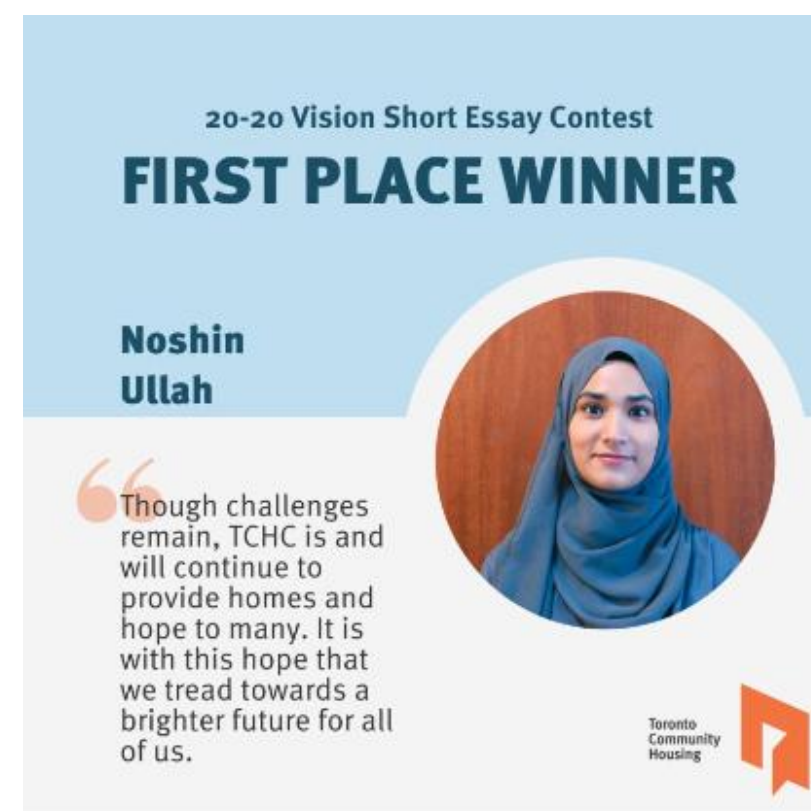 20-20 Vision Short Essay Contest
FIRST PLACE WINNER
Noshin
Ullah
Though challenges
remain, TCHC is and
will continue to
provide homes and
hope to many. It is
with this hope that
we tread towards a
brighter future for all
of us.
Toronto
Community
Housing